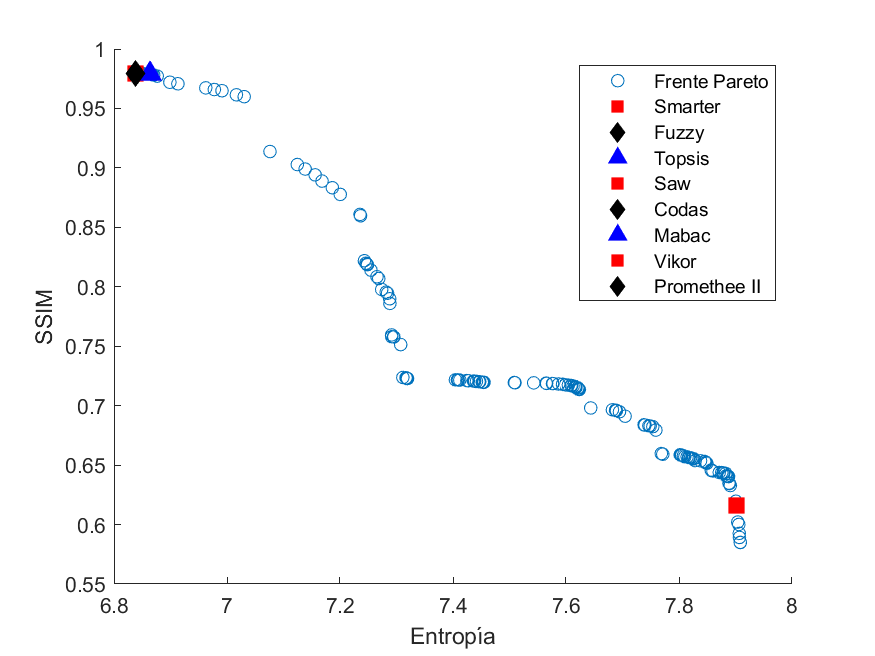 1
0.95
0.9
0.85
0.8
0.75
0.7
0.65
0.6
0.55
SSIM
6.8
7
7.2
7.4
7.6
7.8
8
Entropía
Frente Pareto
Smarter
Fuzzy
Topsis
Saw
Codas
Mabac
Vikor
Promethee II